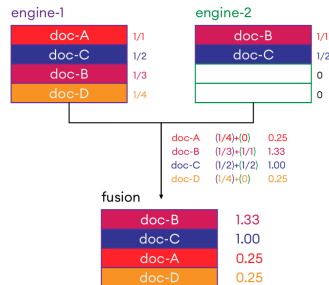 engine-1
doc-A 1/1
doc-C 1/2
doc-B 1/3
doc-D 1/4
engine-2
doc-B 1/1
doc-C 1/2
0
0
doc-A (1/4)+(0) 0.25
doc-B (1/3)+(1/1) 1.33
doc-C (1/2)+(1/2) 1.00
doc-D (1/4)+(0) 0.25
fusion
doc-B 1.33
doc-C 1.00
doc-A 0.25
doc-D 0.25